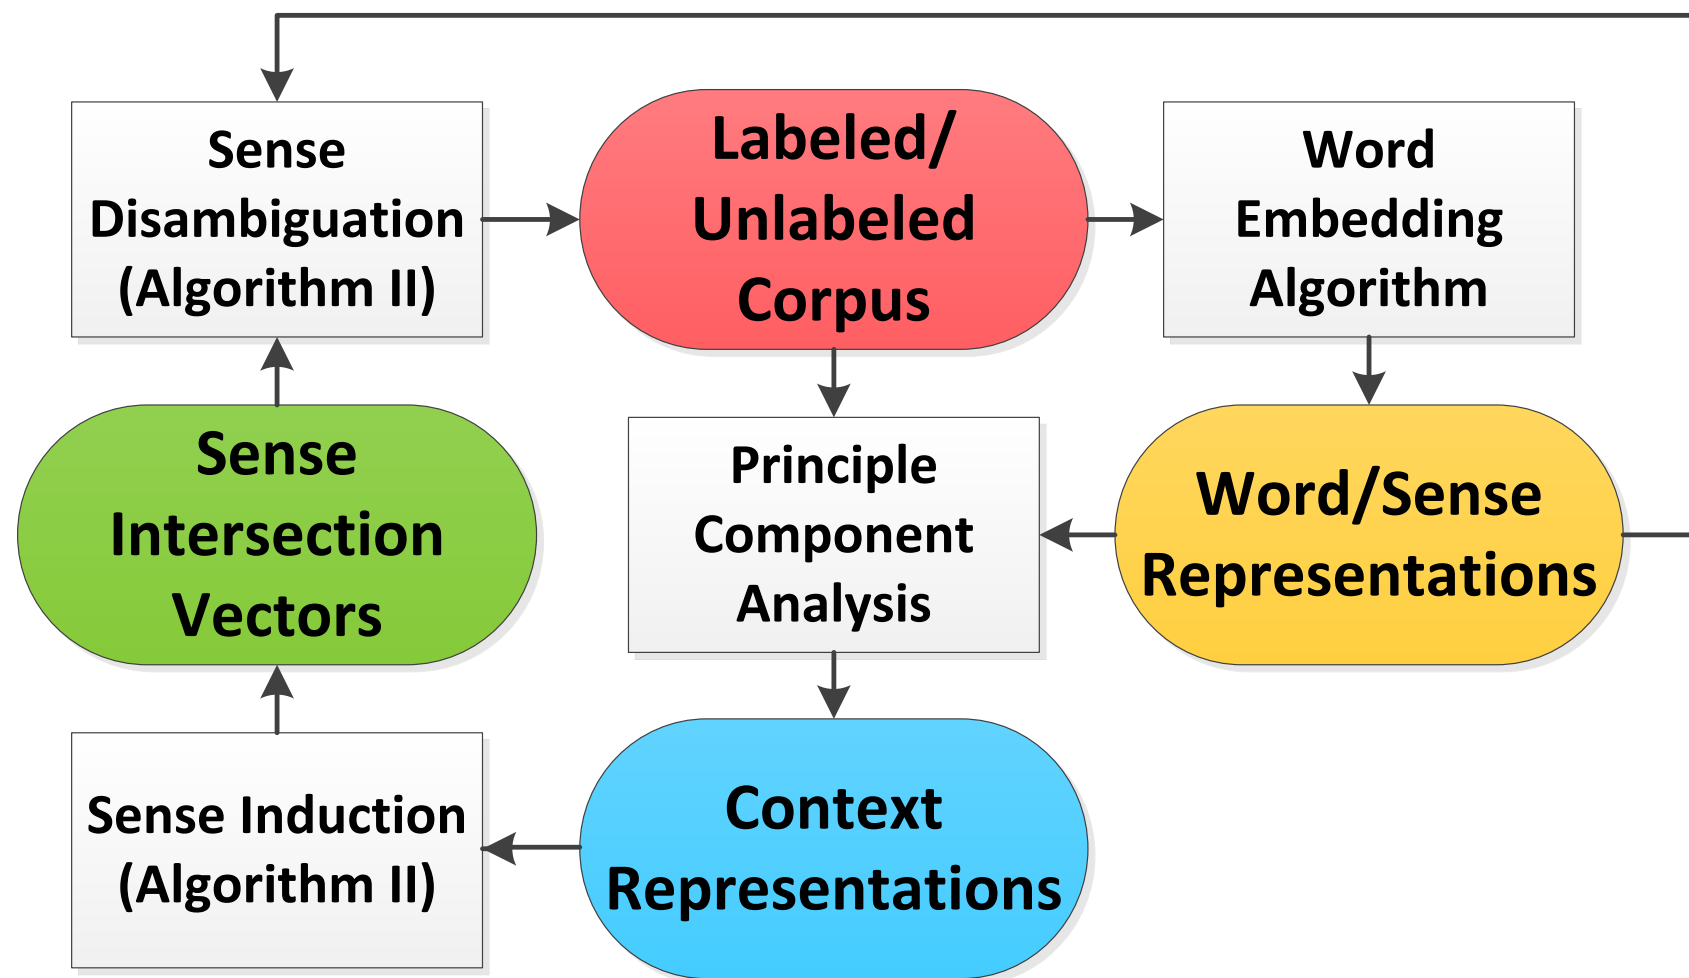 Sense
Disambiguation
(Algorithm II)
Labeled/
Unlabeled
Corpus
Word
Embedding
Algorithm
Sense
Intersection
Vectors
Principle
Component
Analysis
Word/Sense
Representations
Sense Induction
(Algorithm II)
Context
Representations